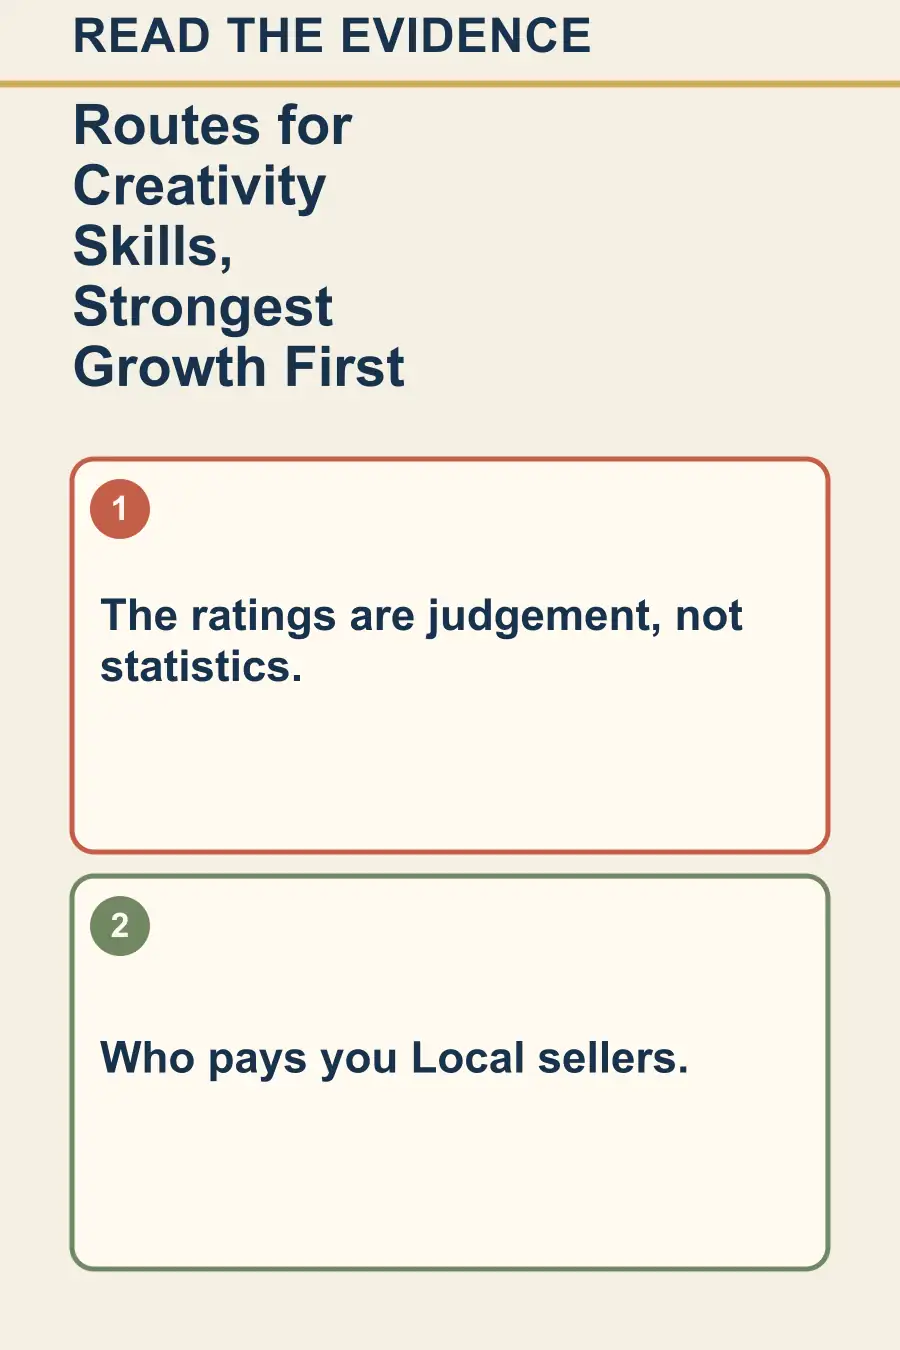 READ THE EVIDENCE
Routes for
Creativity
Skills,
Strongest
Growth First
1
The ratings are judgement, not
statistics.
2
Who pays you Local sellers.